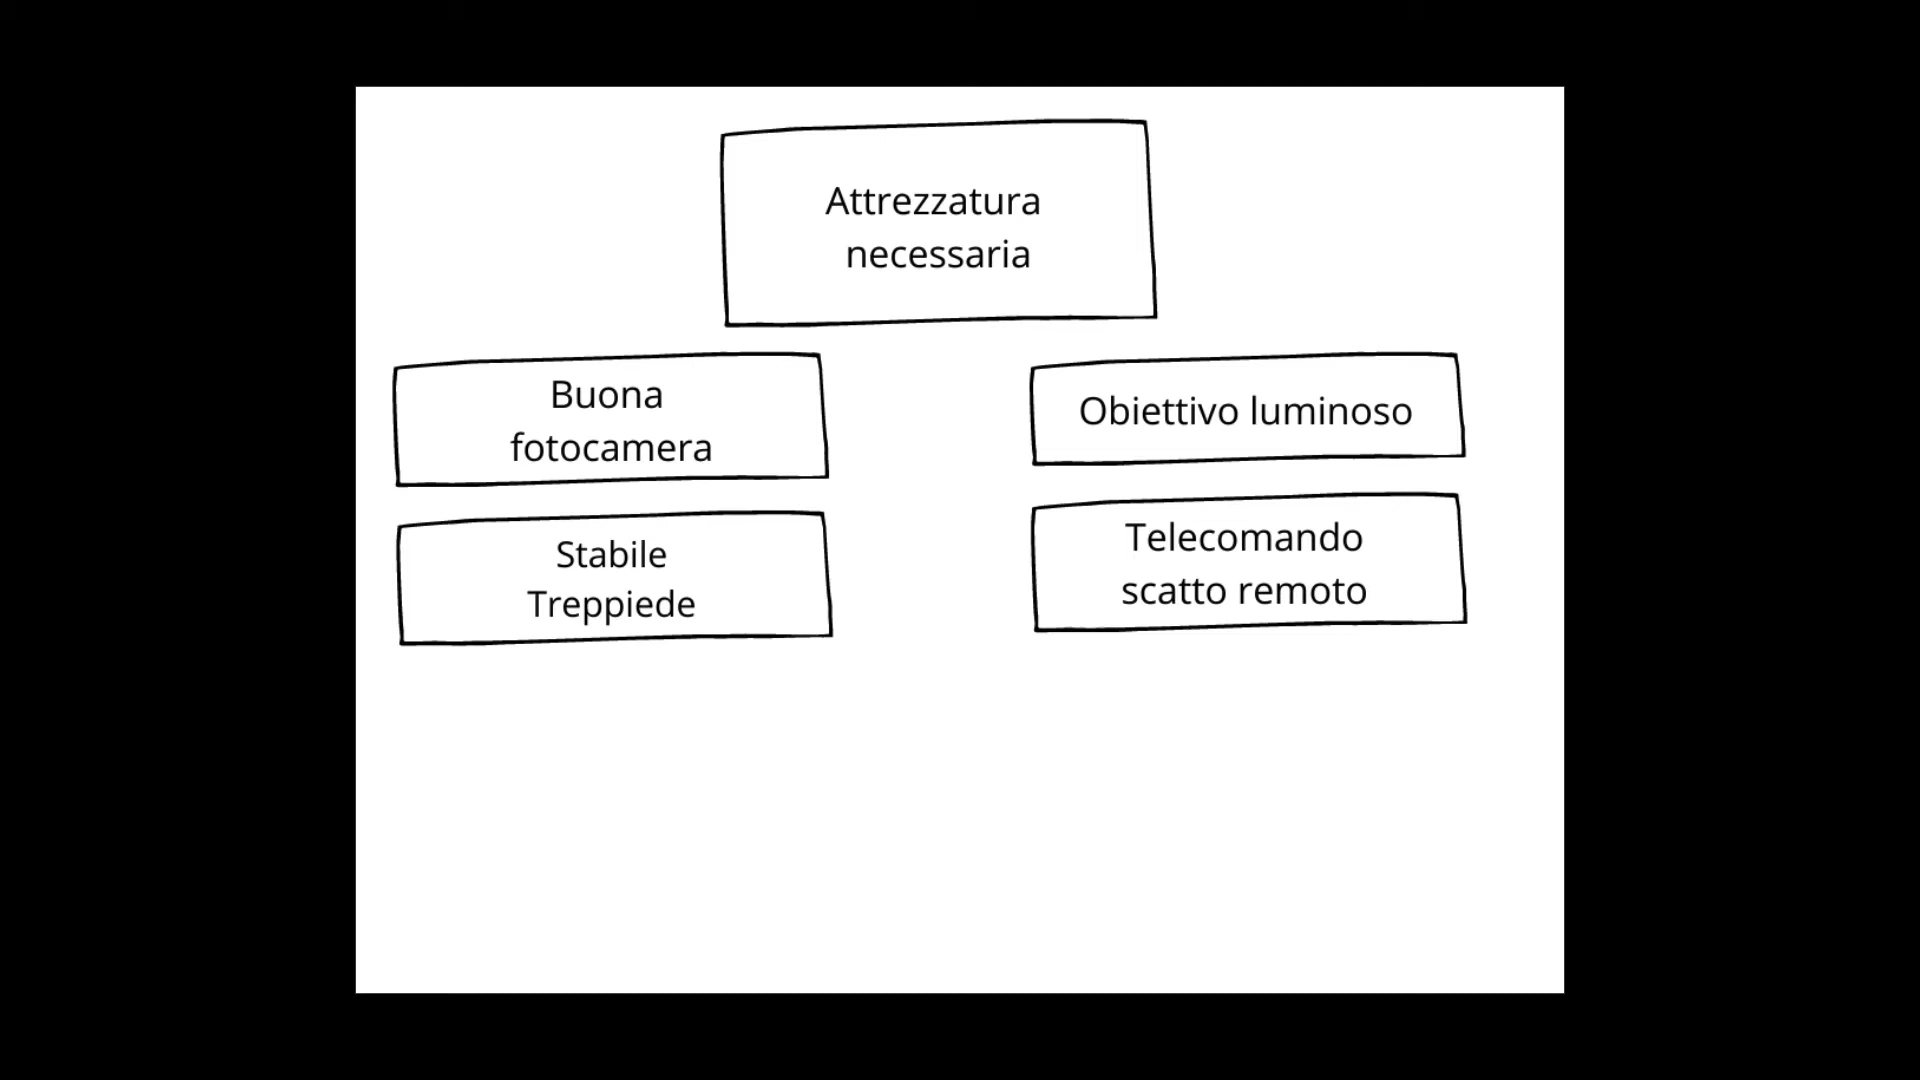 Attrezzatura
necessaria
Buona
fotocamera
Obiettivo luminoso
Stabile
Treppiede
Telecomando
scatto remoto